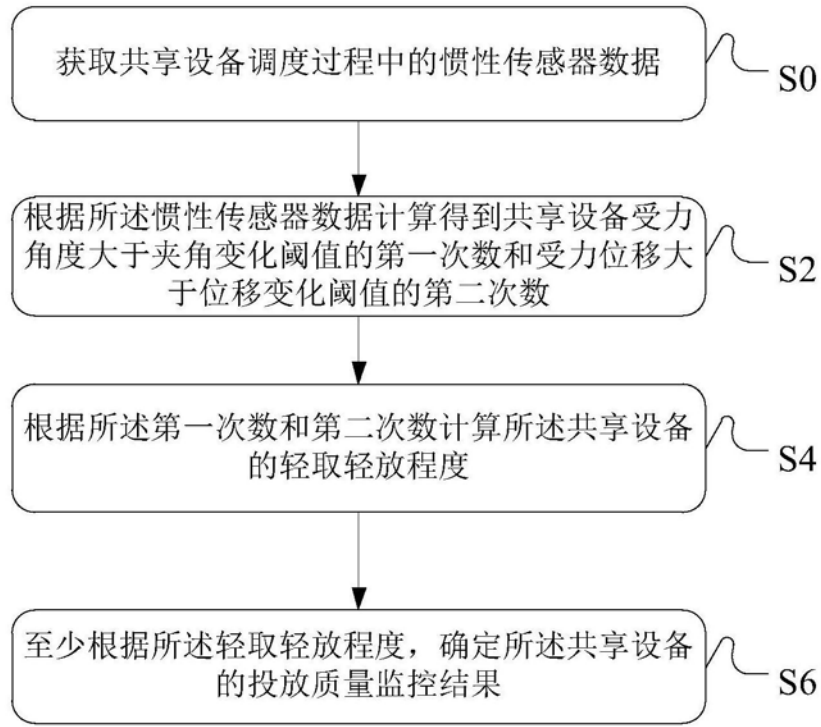 获取共享设备调度过程中的惯性传感器数据
S0
根据所述惯性传感器数据计算得到共享设备受力
角度大于夹角变化阈值的第一次数和受力位移大
于位移变化阈值的第二次数
S2
根据所述第一次数和第二次数计算所述共享设备
的轻取轻放程度
S4
至少根据所述轻取轻放程度，确定所述共享设备
的投放质量监控结果
S6